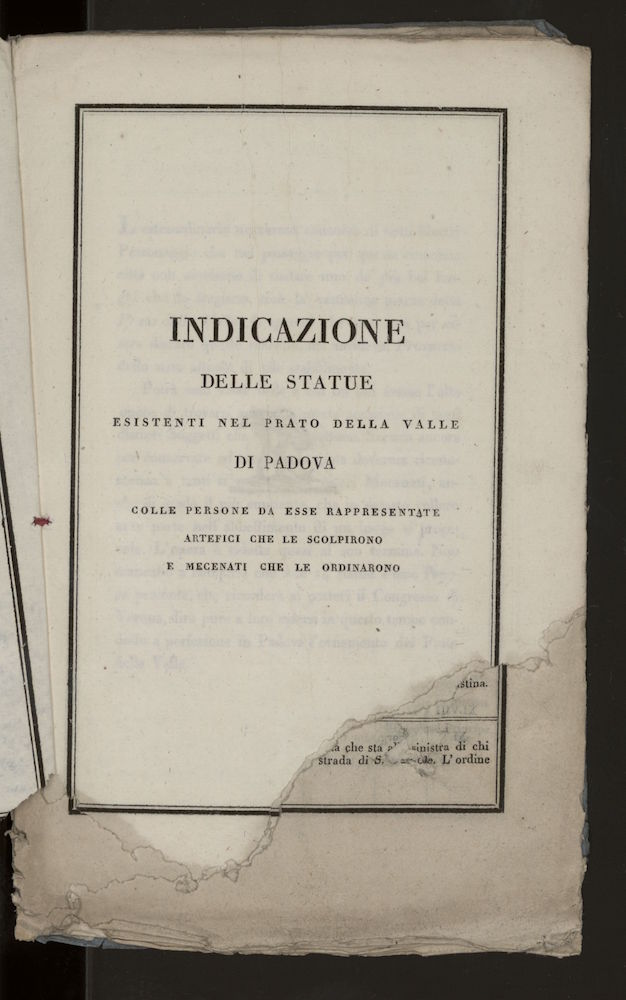 INDICAZIONE
DELLE STATUE
ESISTENTI NEL PRATO DELLA VALLE
DI PADOVA
COLLE PERSONE DA ESSE RAPPRESENTATE
ARTEFICI CHE LE SCOLPIRONO
E MECENATI CHE LE ORDINARONO
stina.
che sta sinistra di chi
strada di S. L'ordine